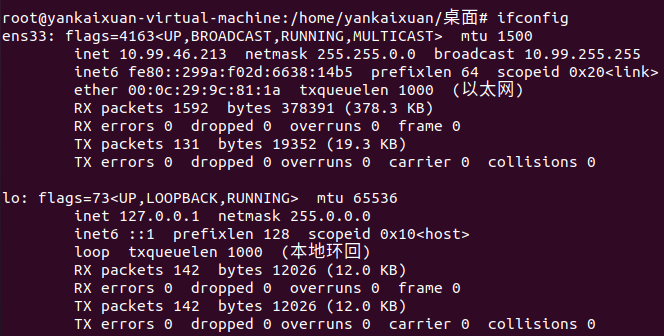 root@yankaixuan-virtual-machine:/home/yankaixuan/桌面# ifconfig
ens33: flags=4163<UP,BROADCAST,RUNNING,MULTICAST>  mtu 1500
        inet 10.99.46.213  netmask 255.255.0.0  broadcast 10.99.255.255
        inet6 fe80::299a:f02d:6638:14b5  prefixlen 64  scopeid 0x20<link>
        ether 00:0c:29:9c:81:1a  txqueuelen 1000  (以太网)
        RX packets 1592  bytes 378391 (378.3 KB)
        RX errors 0  dropped 0  overruns 0  frame 0
        TX packets 131  bytes 19352 (19.3 KB)
        TX errors 0  dropped 0 overruns 0  carrier 0  collisions 0

lo: flags=73<UP,LOOPBACK,RUNNING>  mtu 65536
        inet 127.0.0.1  netmask 255.0.0.0
        inet6 ::1  prefixlen 128  scopeid 0x10<host>
        loop  txqueuelen 1000  (本地环回)
        RX packets 142  bytes 12026 (12.0 KB)
        RX errors 0  dropped 0  overruns 0  frame 0
        TX packets 142  bytes 12026 (12.0 KB)
        TX errors 0  dropped 0 overruns 0  carrier 0  collisions 0